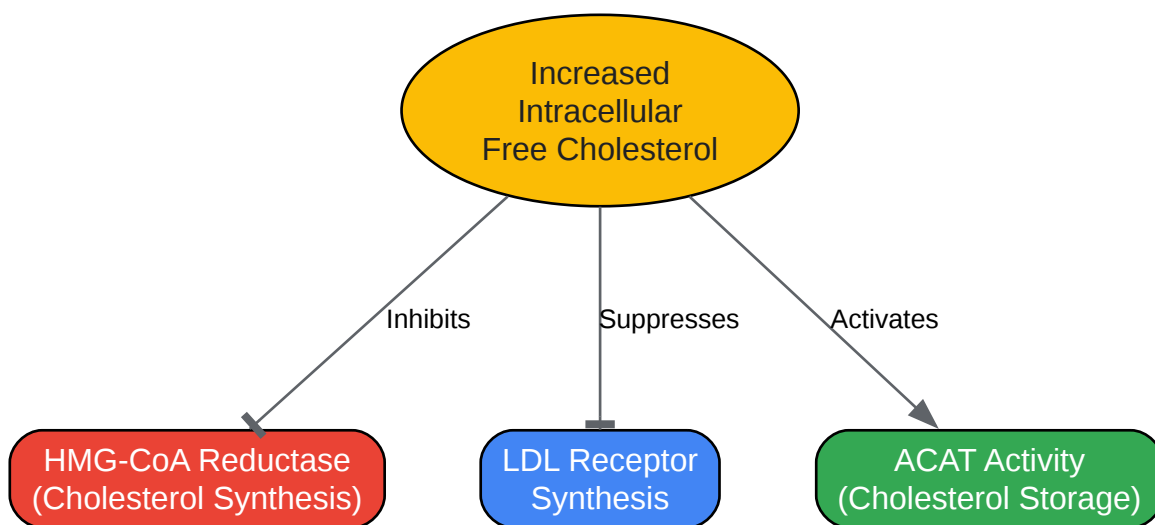 Increased
Intracellular
Free Cholesterol
Inhibits
Suppresses
Activates
HMG-CoA Reductase
(Cholesterol Synthesis)
LDL Receptor
Synthesis
ACAT Activity
(Cholesterol Storage)